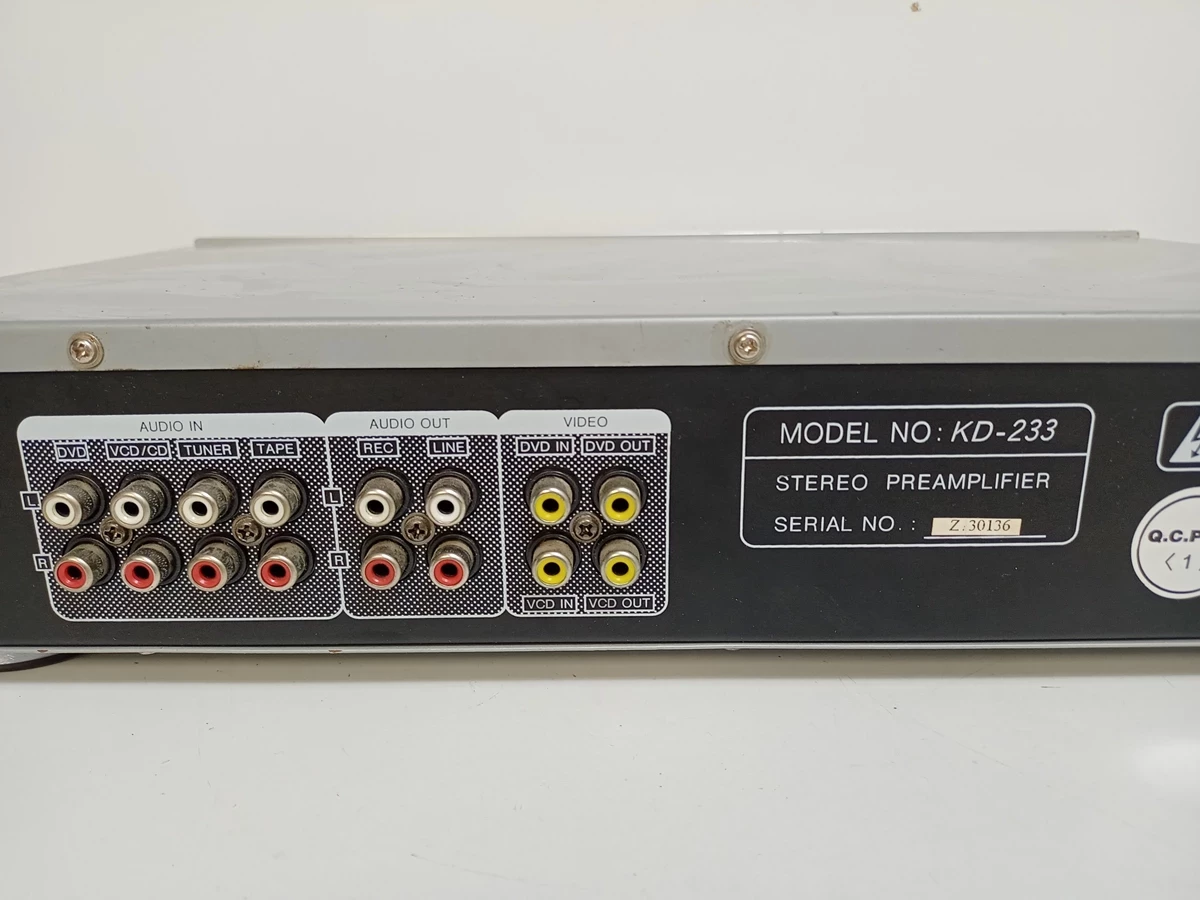 AUDIO IN
DVD VCD/CD TUNER TAPE
L
R
AUDIO OUT
REC LINE
L
R
VIDEO
DVD IN DVD OUT
VCD IN VCD OUT
MODEL NO: KD-233
STEREO PREAMPLIFIER
SERIAL NO.: Z.30136
Q.C.P
〈1